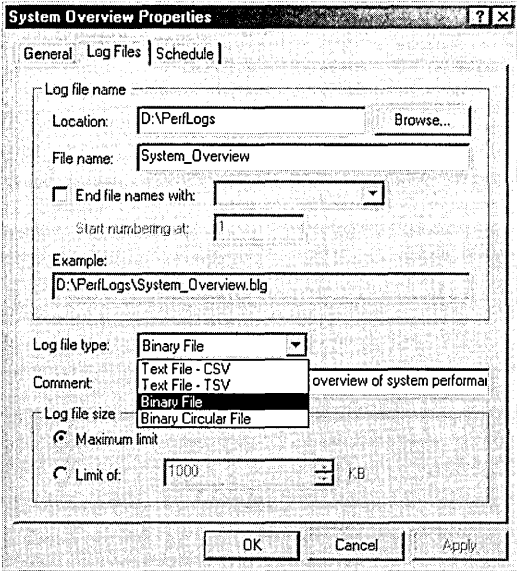 System Overview Properties
General Log Files Schedule
Log file name
Location: D:\PerfLogs Browse...
File name: System_Overview
End file names with:
Start numbering at: 1
Example:
D:\PerfLogs\System_Overview.blg
Log file type: Binary File
Text File - CSV
Comment: Text File - TSV overview of system performa
Binary File
Log file size Binary Circular File
Maximum limit
Limit of: 1000 KB
OK Cancel Apply